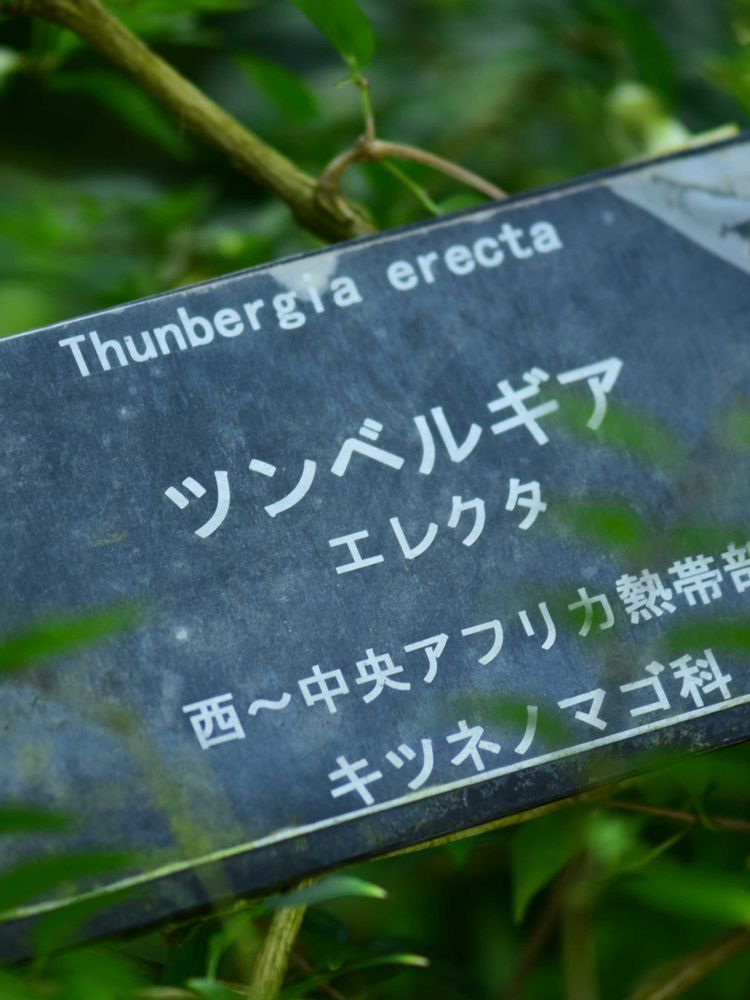 Thunbergia erecta
ツンベルギア
エレクタ
西～中央アフリカ熱帯部
キツネノマゴ科